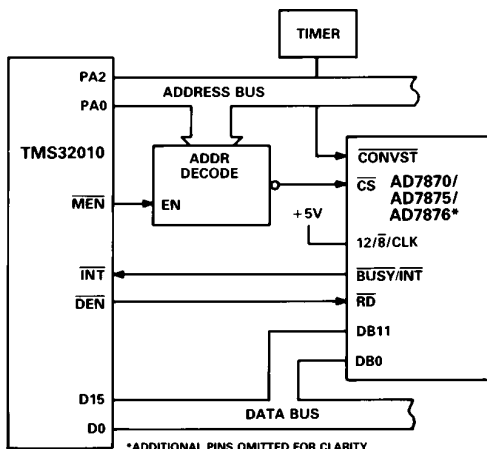 TIMER
PA2
ADDRESS BUS
PA0
TMS32010
ADDR
DECODE
CONVST
CS
AD7870/
AD7875/
AD7876*
MEN
EN
+5V
12/8/CLK
INT
BUSY/INT
DEN
RD
DB11
DB0
D15
DATA BUS
D0
*ADDITIONAL PINS OMITTED FOR CLARITY